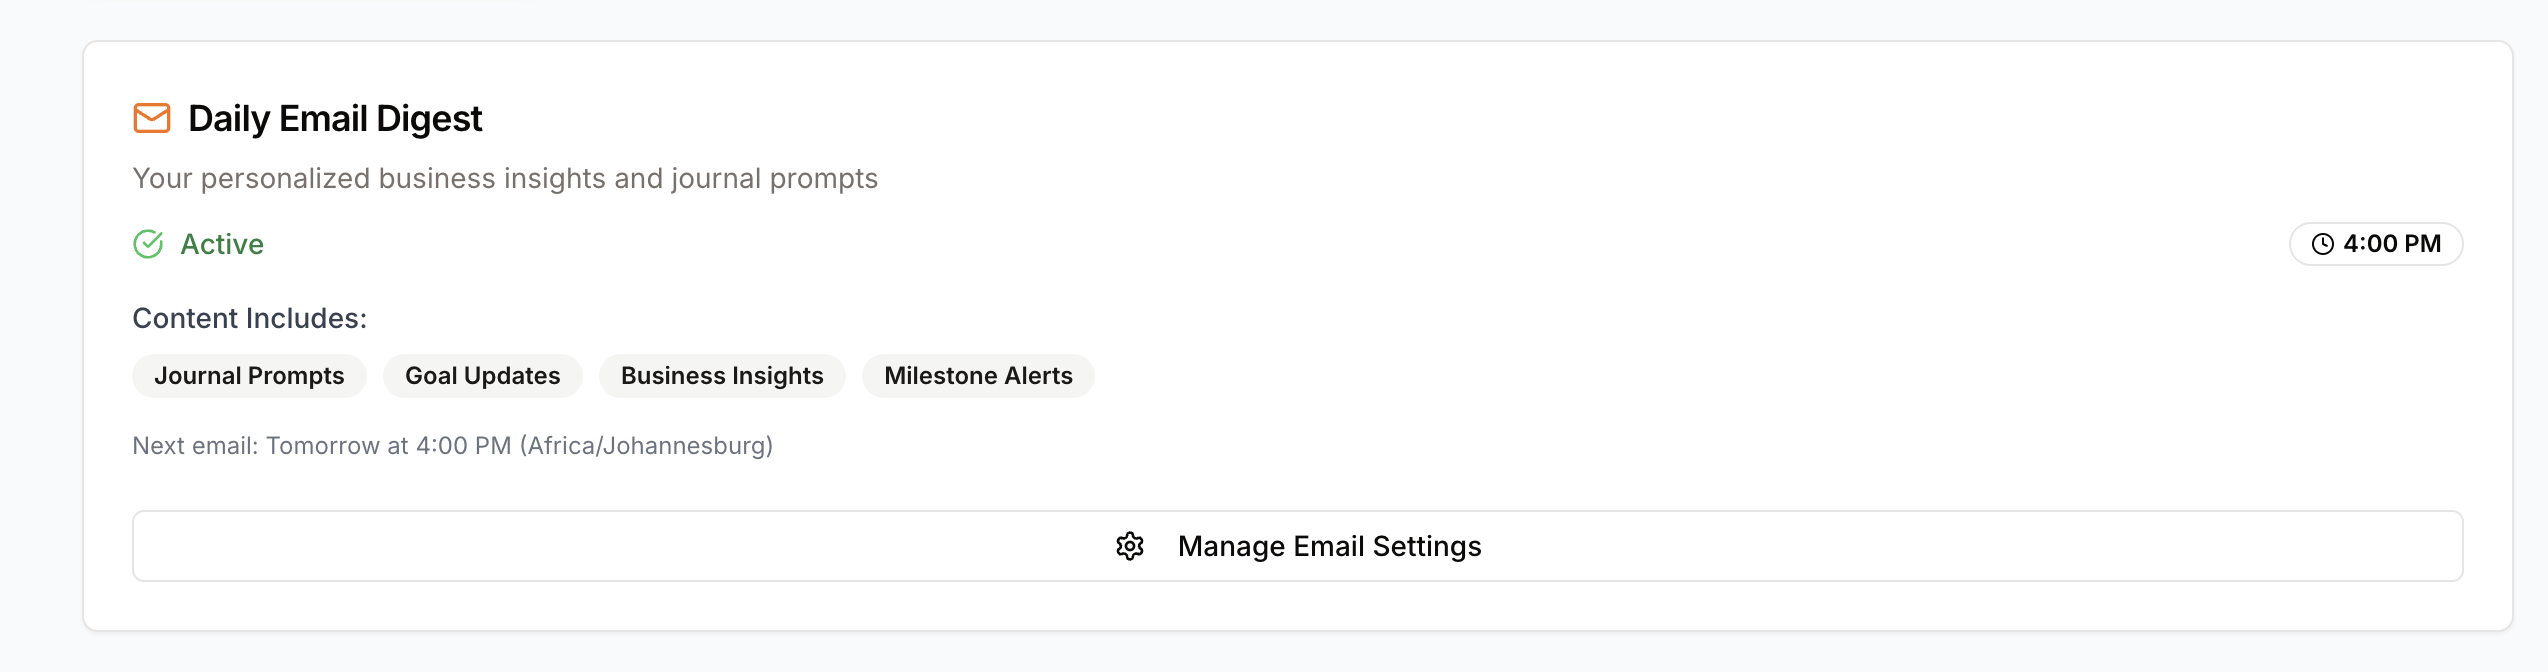 Daily Email Digest
Your personalized business insights and journal prompts
Active
4:00 PM
Content Includes:
Journal Prompts
Goal Updates
Business Insights
Milestone Alerts
Next email: Tomorrow at 4:00 PM (Africa/Johannesburg)
Manage Email Settings